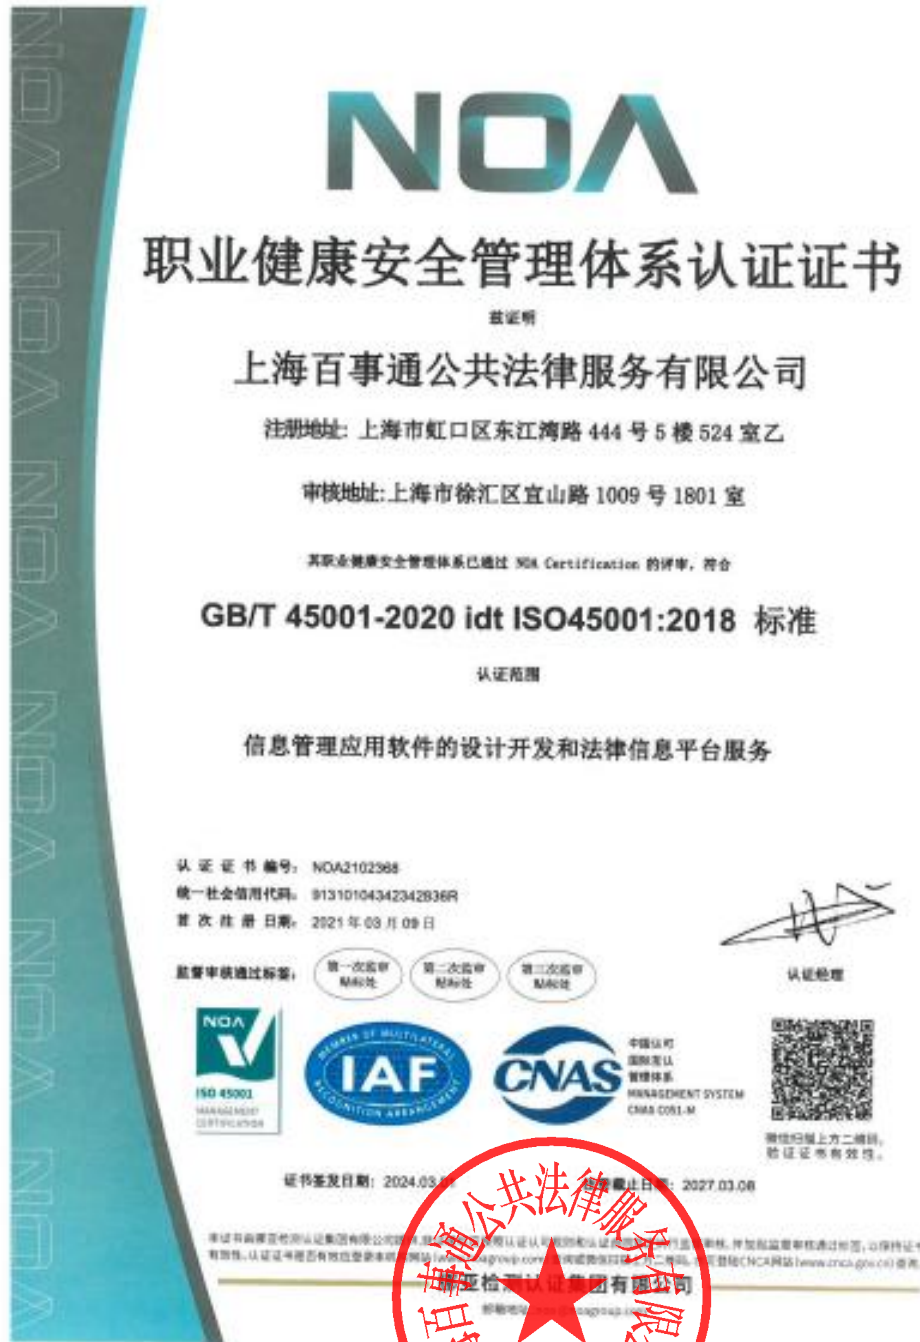 NOA
职业健康安全管理体系认证证书
兹证明
上海百事通公共法律服务有限公司
注册地址: 上海市虹口区东江湾路 444 号 5 楼 524 室乙
审核地址:上海市徐汇区宜山路 1009 号 1801 室
其职业健康安全管理体系已通过 NOA Certification 的评审，符合
GB/T 45001-2020 idt ISO45001:2018 标准
认证范围
信息管理应用软件的设计开发和法律信息平台服务
认 证 证 书 编号： NOA2102368
统一社会信用代码： 91310104342342936R
首 次 注 册 日期： 2021 年 03 月 09 日
监督审核通过标签：
第一次监审
贴标处
第二次监审
贴标处
第三次监审
贴标处
认证经理
NOA
ISO 45001
MANAGEMENT
CERTIFICATION
MEMBER OF MULTILATERAL
IAF
RECOGNITION ARRANGEMENT
CNAS
中国认可
国际互认
管理体系
MANAGEMENT SYSTEM
CNAS C051-M
微信扫描上方二维码，
验证证书有效性。
证书签发日期： 2024.03.
截止日期： 2027.03.08
百事通公共法律服务有限
亚检测认证集团有限公司